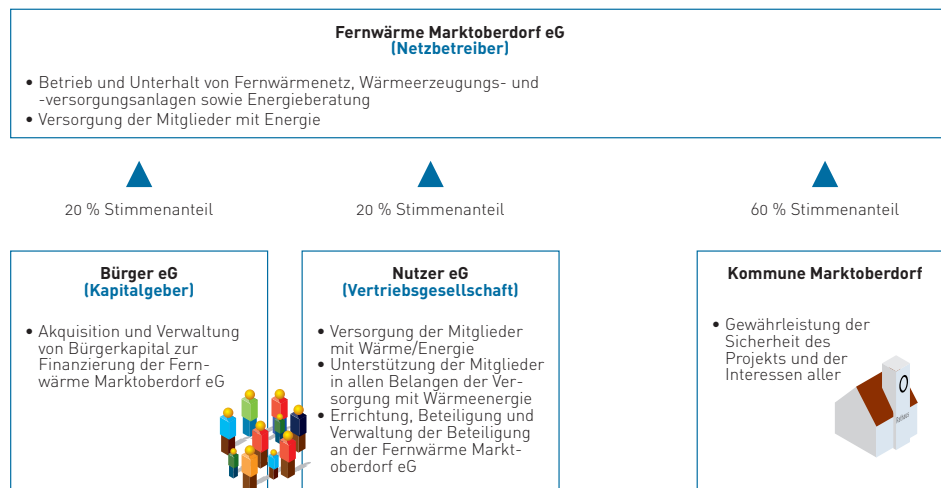 Fernwärme Marktoberdorf eG
(Netzbetreiber)
• Betrieb und Unterhalt von Fernwärmenetz, Wärmeerzeugungs- und
-versorgungsanlagen sowie Energieberatung
• Versorgung der Mitglieder mit Energie
20 % Stimmenanteil
20 % Stimmenanteil
60 % Stimmenanteil
Bürger eG
(Kapitalgeber)
• Akquisition und Verwaltung
von Bürgerkapital zur
Finanzierung der Fern-
wärme Marktoberdorf eG
Nutzer eG
(Vertriebsgesellschaft)
• Versorgung der Mitglieder
mit Wärme/Energie
• Unterstützung der Mitglieder
in allen Belangen der Ver-
sorgung mit Wärmeenergie
• Errichtung, Beteiligung und
Verwaltung der Beteiligung
an der Fernwärme Markt-
oberdorf eG
Kommune Marktoberdorf
• Gewährleistung der
Sicherheit des
Projekts und der
Interessen aller
Rathaus